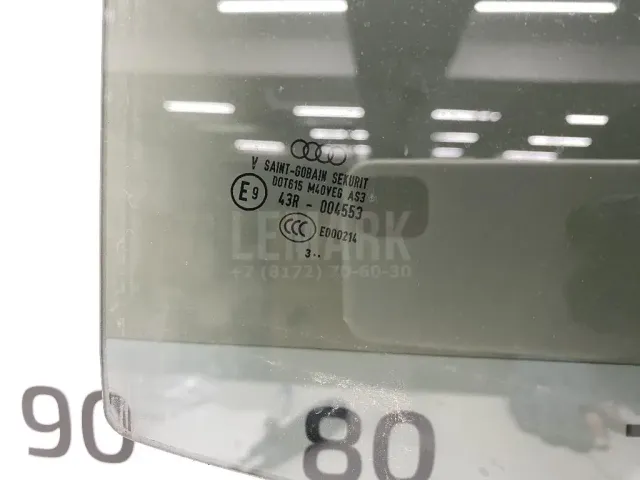 V SAINT-GOBAIN SEKURIT
DOT615 M40VEG AS3
E9 43R - 004553
CCC E000214
3..
LEMARK
+7 (8172) 70-60-30
90 80